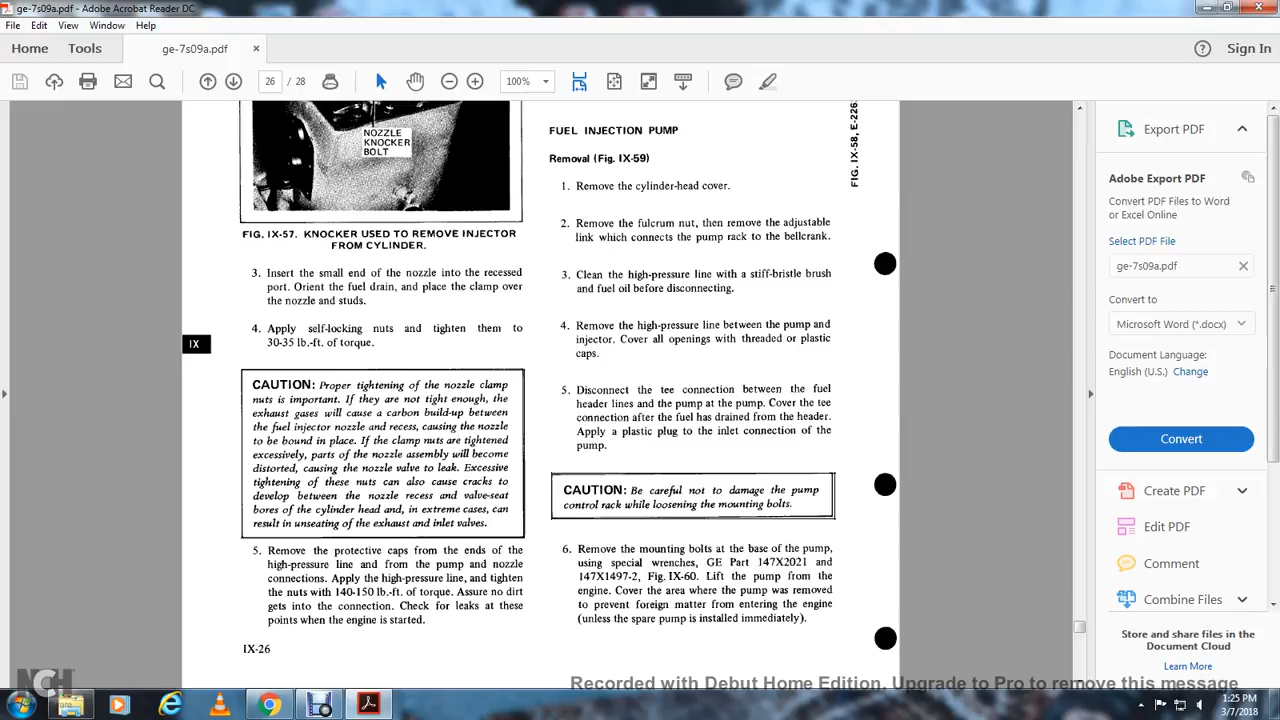 ge-7s09a.pdf - Adobe Acrobat Reader DC
File Edit View Window Help
Home Tools ge-7s09a.pdf × Sign In
26 / 28 100%
NOZZLE
KNOCKER
BOLT
FIG. IX-57. KNOCKER USED TO REMOVE INJECTOR
FROM CYLINDER.
3. Insert the small end of the nozzle into the recessed
port. Orient the fuel drain, and place the clamp over
the nozzle and studs.
4. Apply self-locking nuts and tighten them to
30-35 lb.-ft. of torque.
IX
CAUTION: Proper tightening of the nozzle clamp
nuts is important. If they are not tight enough, the
exhaust gases will cause a carbon build-up between
the fuel injector nozzle and recess, causing the nozzle
to be bound in place. If the clamp nuts are tightened
excessively, parts of the nozzle assembly will become
distorted, causing the nozzle valve to leak. Excessive
tightening of these nuts can also cause cracks to
develop between the nozzle recess and valve-seat
bores of the cylinder head and, in extreme cases, can
result in unseating of the exhaust and inlet valves.
5. Remove the protective caps from the ends of the
high-pressure line and from the pump and nozzle
connections. Apply the high-pressure line, and tighten
the nuts with 140-150 lb.-ft. of torque. Assure no dirt
gets into the connection. Check for leaks at these
points when the engine is started.
IX-26
FUEL INJECTION PUMP
Removal (Fig. IX-59)
1. Remove the cylinder-head cover.
2. Remove the fulcrum nut, then remove the adjustable
link which connects the pump rack to the bellcrank.
3. Clean the high-pressure line with a stiff-bristle brush
and fuel oil before disconnecting.
4. Remove the high-pressure line between the pump and
injector. Cover all openings with threaded or plastic
caps.
5. Disconnect the tee connection between the fuel
header lines and the pump at the pump. Cover the tee
connection after the fuel has drained from the header.
Apply a plastic plug to the inlet connection of the
pump.
CAUTION: Be careful not to damage the pump
control rack while loosening the mounting bolts.
6. Remove the mounting bolts at the base of the pump,
using special wrenches, GE Part 147X2021 and
147X1497-2, Fig. IX-60. Lift the pump from the
engine. Cover the area where the pump was removed
to prevent foreign matter from entering the engine
(unless the spare pump is installed immediately).
FIG. IX-58, E-226
Export PDF
Adobe Export PDF
Convert PDF Files to Word
or Excel Online
Select PDF File
ge-7s09a.pdf
Convert to
Microsoft Word (*.docx)
Document Language:
English (U.S.) Change
Convert
Create PDF
Edit PDF
Comment
Combine Files
Store and share files in the
Document Cloud
Learn More
NCH
Recorded with Debut Home Edition. Upgrade to Pro to remove this message
1:25 PM
3/7/2018